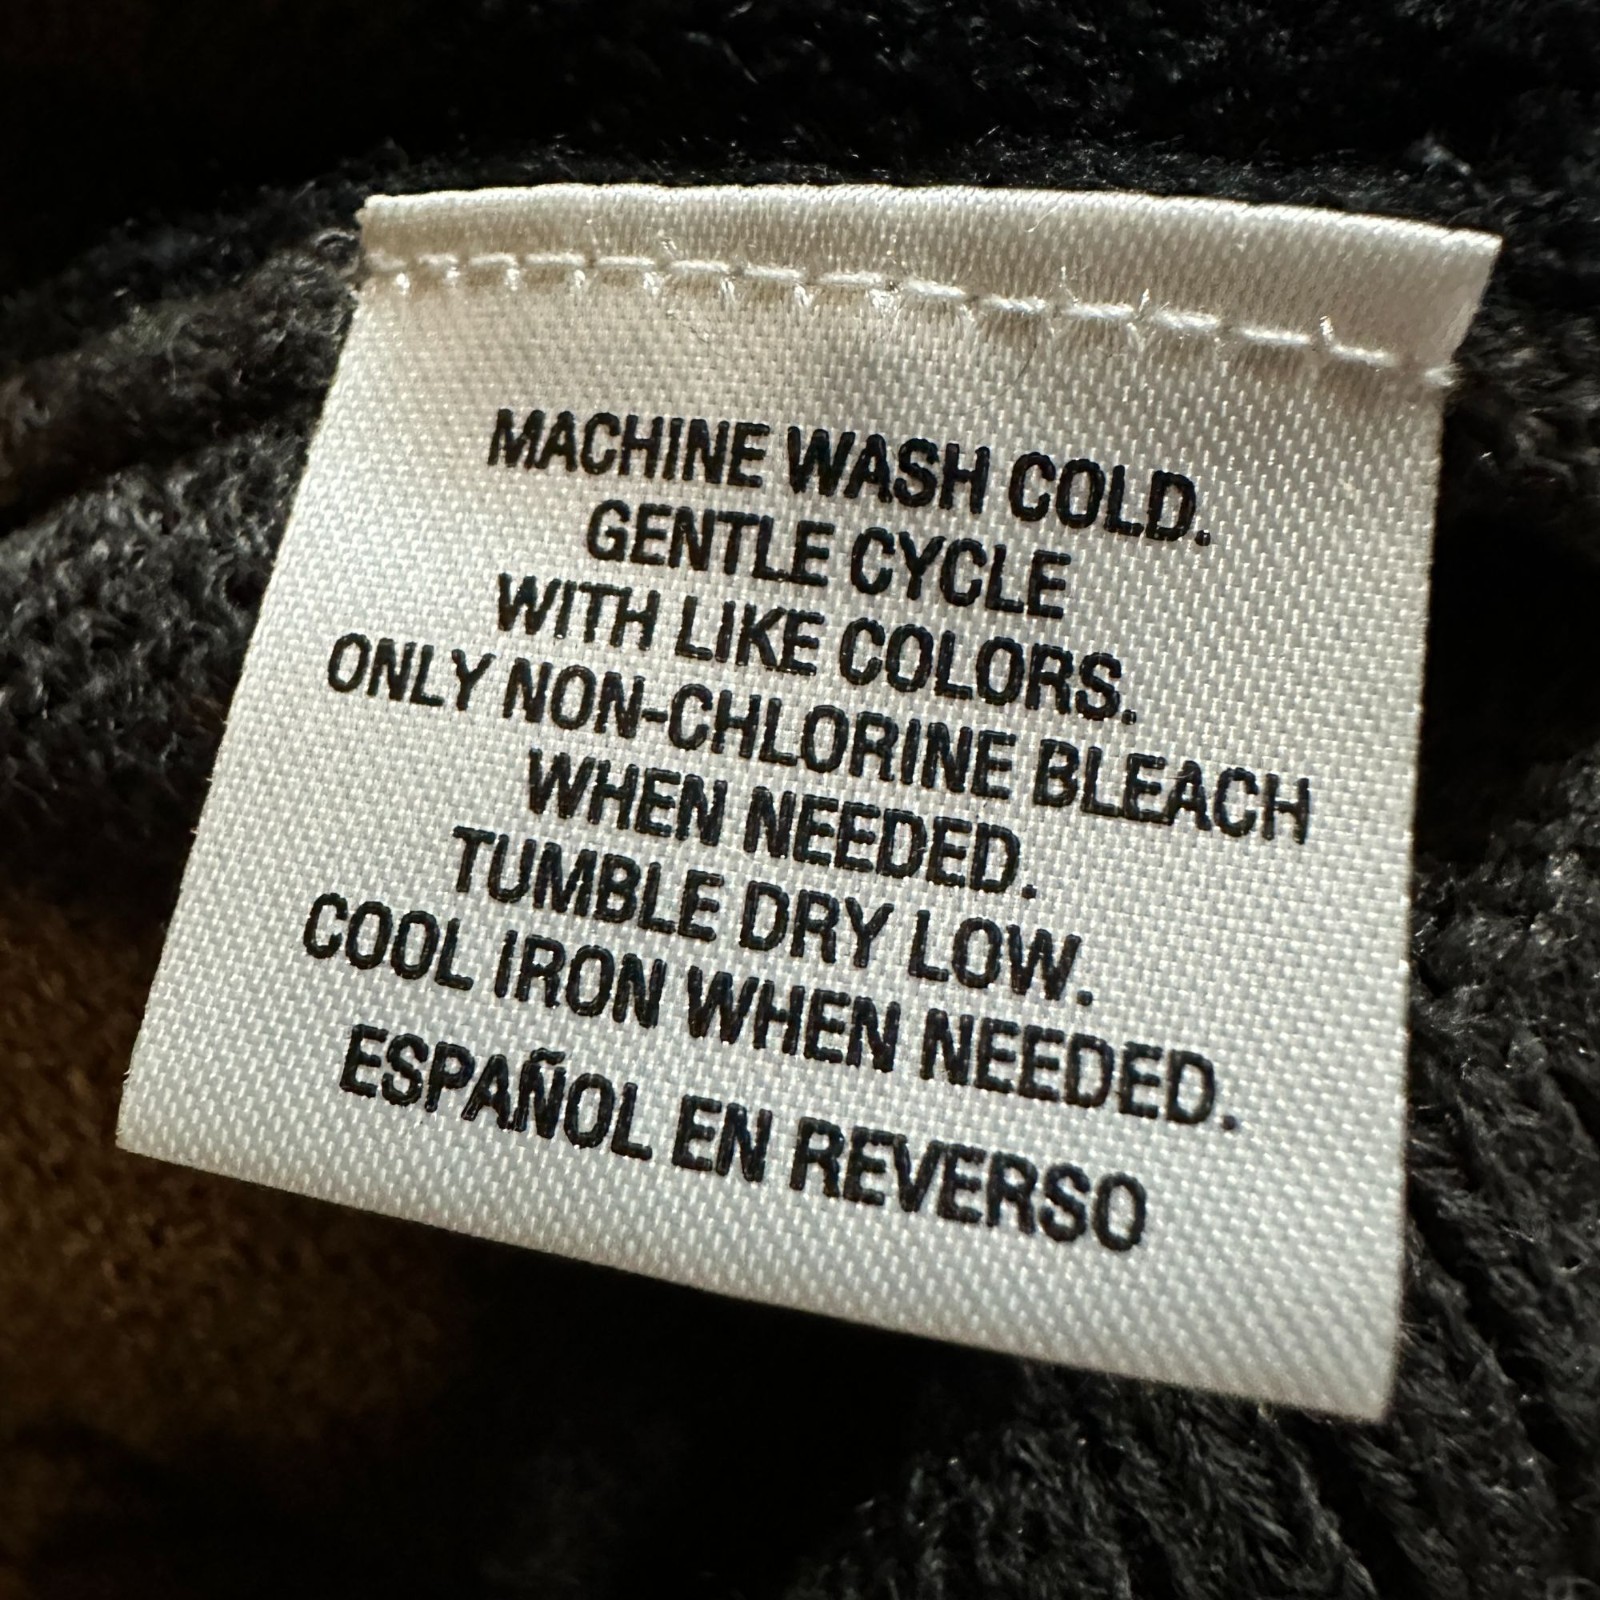 MACHINE WASH COLD.
GENTLE CYCLE
WITH LIKE COLORS.
ONLY NON-CHLORINE BLEACH
WHEN NEEDED.
TUMBLE DRY LOW.
COOL IRON WHEN NEEDED.
ESPAÑOL EN REVERSO